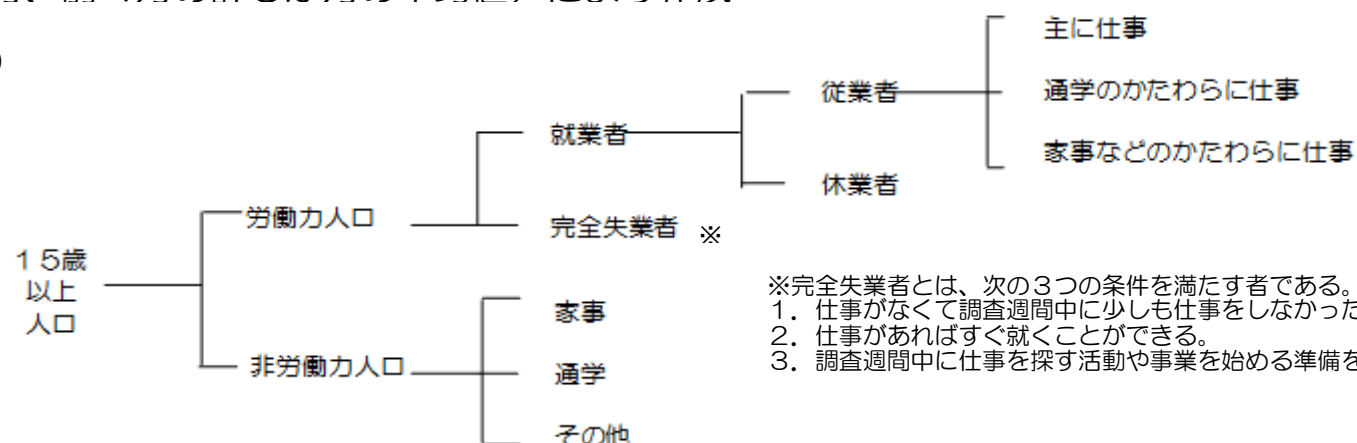 主に仕事
従業者
通学のかたわらに仕事
就業者
家事などのかたわらに仕事
休業者
労働力人口
完全失業者 ※
１５歳
以上
人口
※完全失業者とは、次の３つの条件を満たす者である。
１．仕事がなくて調査週間中に少しも仕事をしなかった
２．仕事があればすぐ就くことができる。
３．調査週間中に仕事を探す活動や事業を始める準備を
家事
非労働力人口
通学
その他